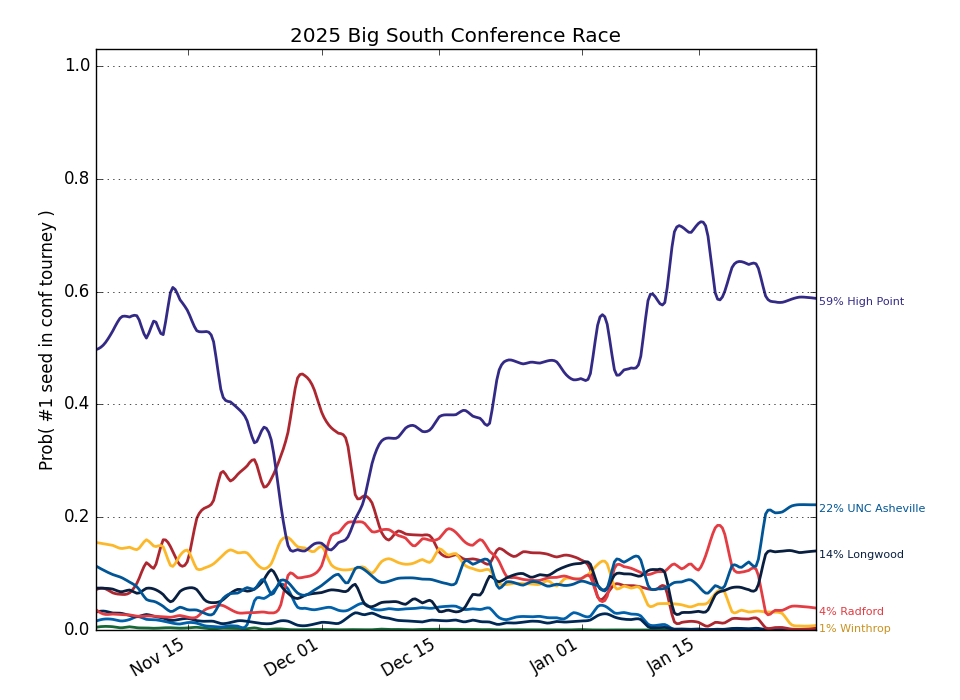 2025 Big South Conference Race
Prob( #1 seed in conf tourney )
1.0
0.8
0.6
0.4
0.2
0.0
Nov 15
Dec 01
Dec 15
Jan 01
Jan 15
59% High Point
22% UNC Asheville
14% Longwood
4% Radford
1% Winthrop